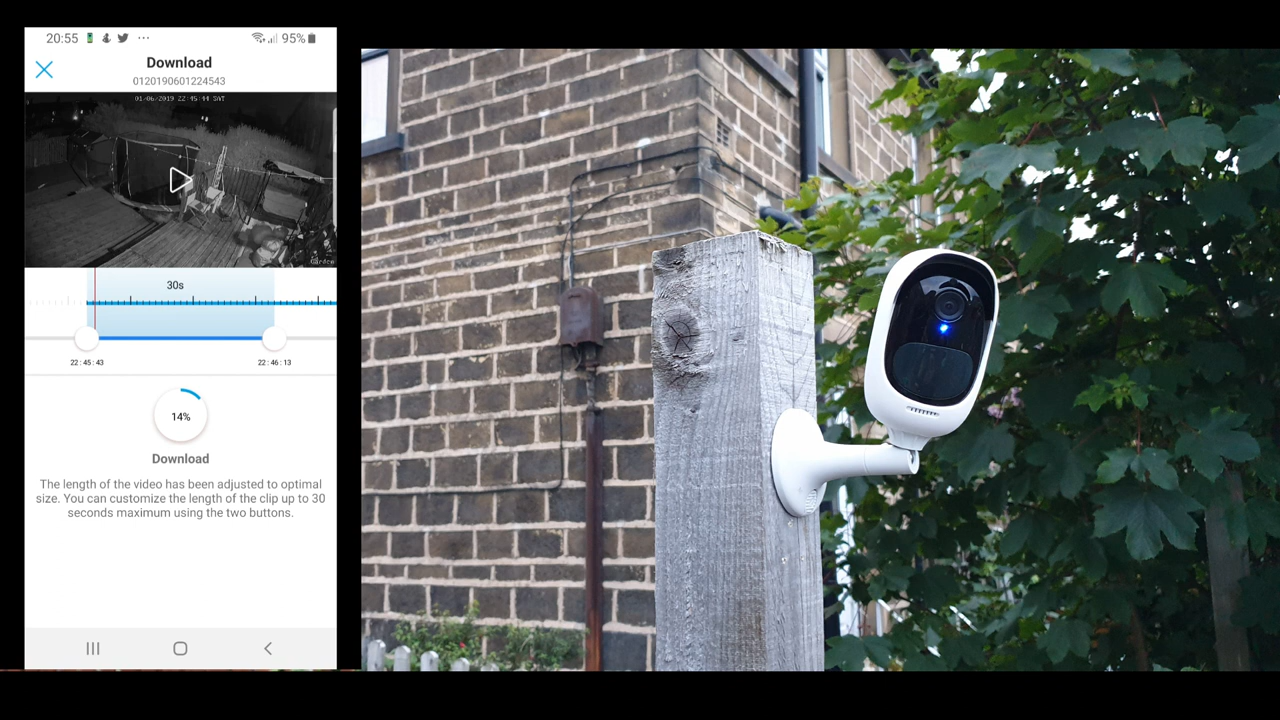 20:55
95%
Download
0120190601224543
01/06/2019 22:45:44 SAT
Garden
30s
22:45:43
22:46:13
14%
Download
The length of the video has been adjusted to optimal
size. You can customize the length of the clip up to 30
seconds maximum using the two buttons.